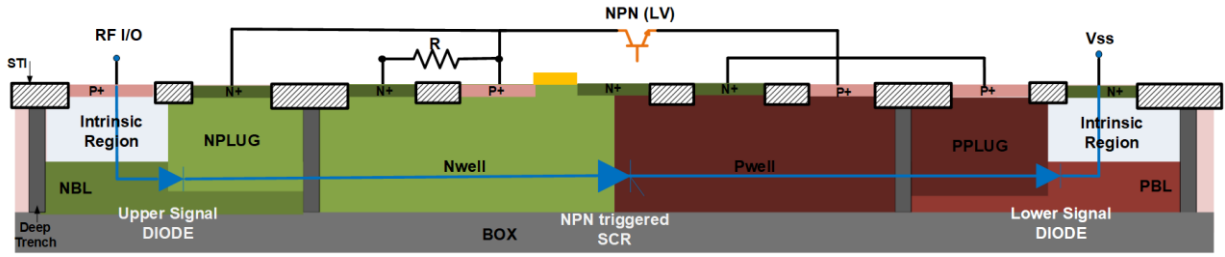 NPN (LV)
RF I/O
Vss
R
STI
P+
N+
N+
P+
N+
N+
P+
P+
N+
Intrinsic
Region
NPLUG
Nwell
Pwell
PPLUG
Intrinsic
Region
NBL
PBL
Upper Signal
DIODE
NPN triggered
SCR
Lower Signal
DIODE
Deep
Trench
BOX